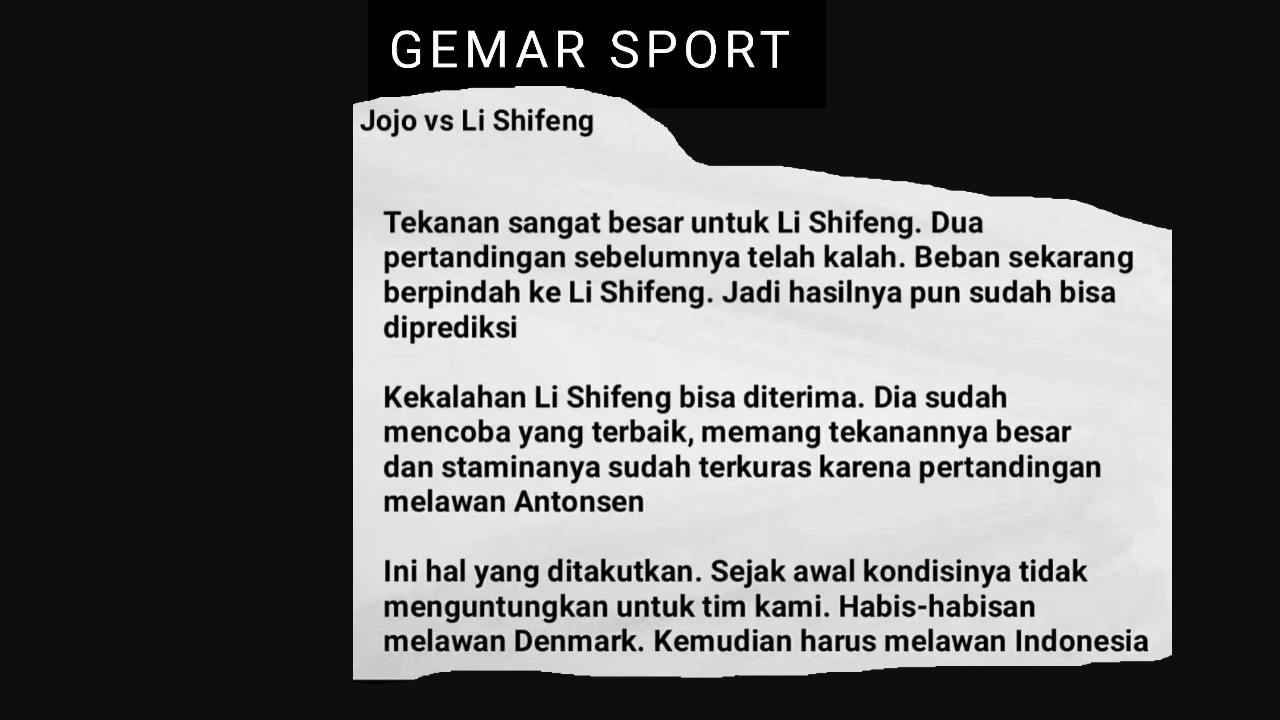 GEMAR SPORT
Jojo vs Li Shifeng
Tekanan sangat besar untuk Li Shifeng. Dua
pertandingan sebelumnya telah kalah. Beban sekarang
berpindah ke Li Shifeng. Jadi hasilnya pun sudah bisa
diprediksi
Kekalahan Li Shifeng bisa diterima. Dia sudah
mencoba yang terbaik, memang tekanannya besar
dan staminanya sudah terkuras karena pertandingan
melawan Antonsen
Ini hal yang ditakutkan. Sejak awal kondisinya tidak
menguntungkan untuk tim kami. Habis-habisan
melawan Denmark. Kemudian harus melawan Indonesia